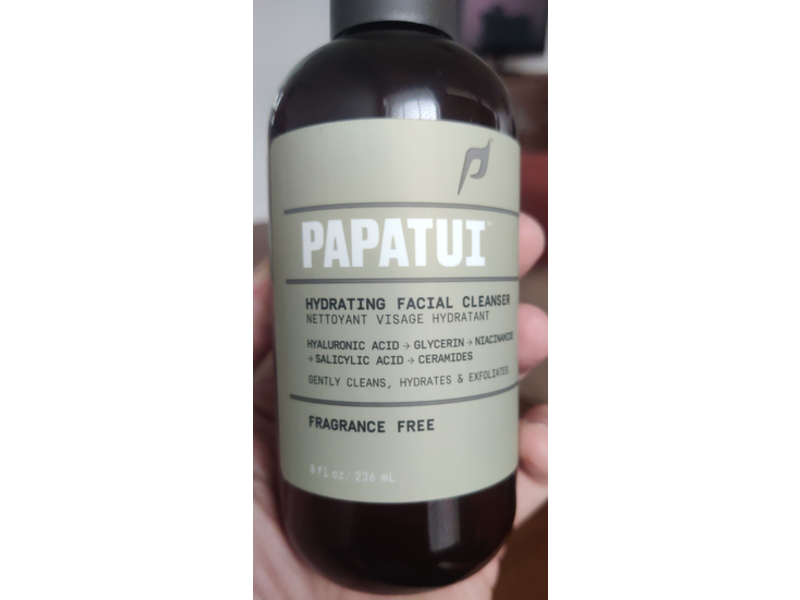 PAPATUI™
HYDRATING FACIAL CLEANSER
NETTOYANT VISAGE HYDRATANT
HYALURONIC ACID → GLYCERIN → NIACINAMIDE
→ SALICYLIC ACID → CERAMIDES
GENTLY CLEANS, HYDRATES & EXFOLIATES
FRAGRANCE FREE
8 fl oz/ 236 mL